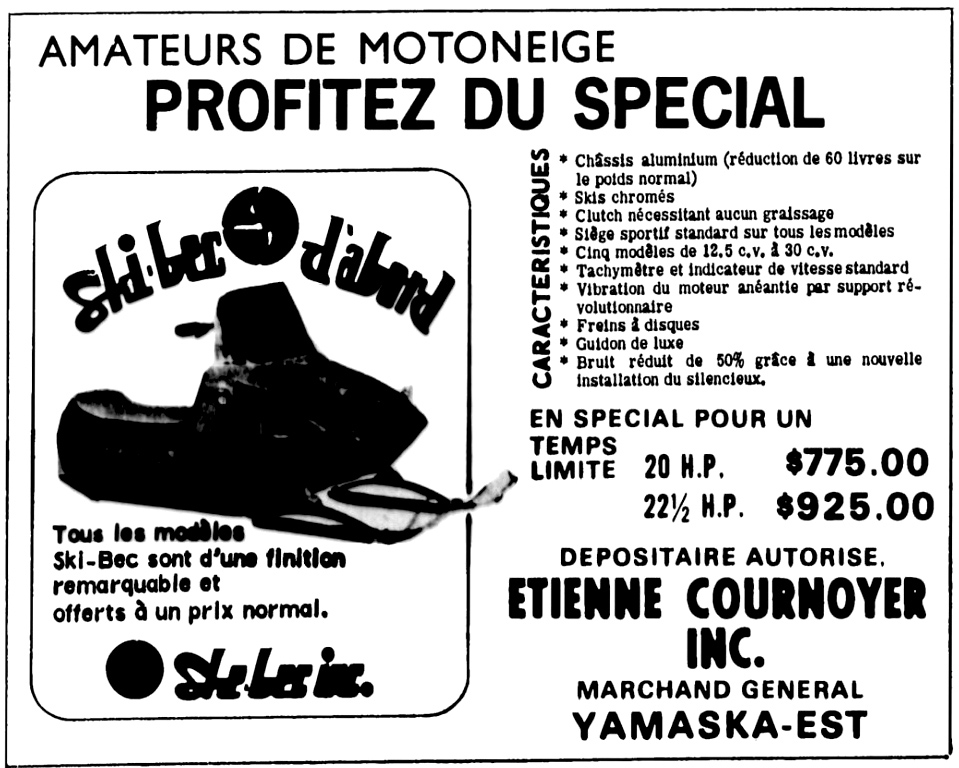 AMATEURS DE MOTONEIGE
PROFITEZ DU SPECIAL
Ski-bec d'abord
Tous les modèles
Ski-Bec sont d'une finition
remarquable et
offerts à un prix normal.
Ski-bec inc.
CARACTERISTIQUES
* Châssis aluminium (réduction de 60 livres sur
le poids normal)
* Skis chromés
* Clutch nécessitant aucun graissage
* Siège sportif standard sur tous les modèles
* Cinq modèles de 12.5 c.v. à 30 c.v.
* Tachymètre et indicateur de vitesse standard
* Vibration du moteur anéantie par support ré-
volutionnaire
* Freins à disques
* Guidon de luxe
* Bruit réduit de 50% grâce à une nouvelle
installation du silencieux.
EN SPECIAL POUR UN
TEMPS
LIMITE
20 H.P. $775.00
22½ H.P. $925.00
DEPOSITAIRE AUTORISE.
ETIENNE COURNOYER
INC.
MARCHAND GENERAL
YAMASKA-EST